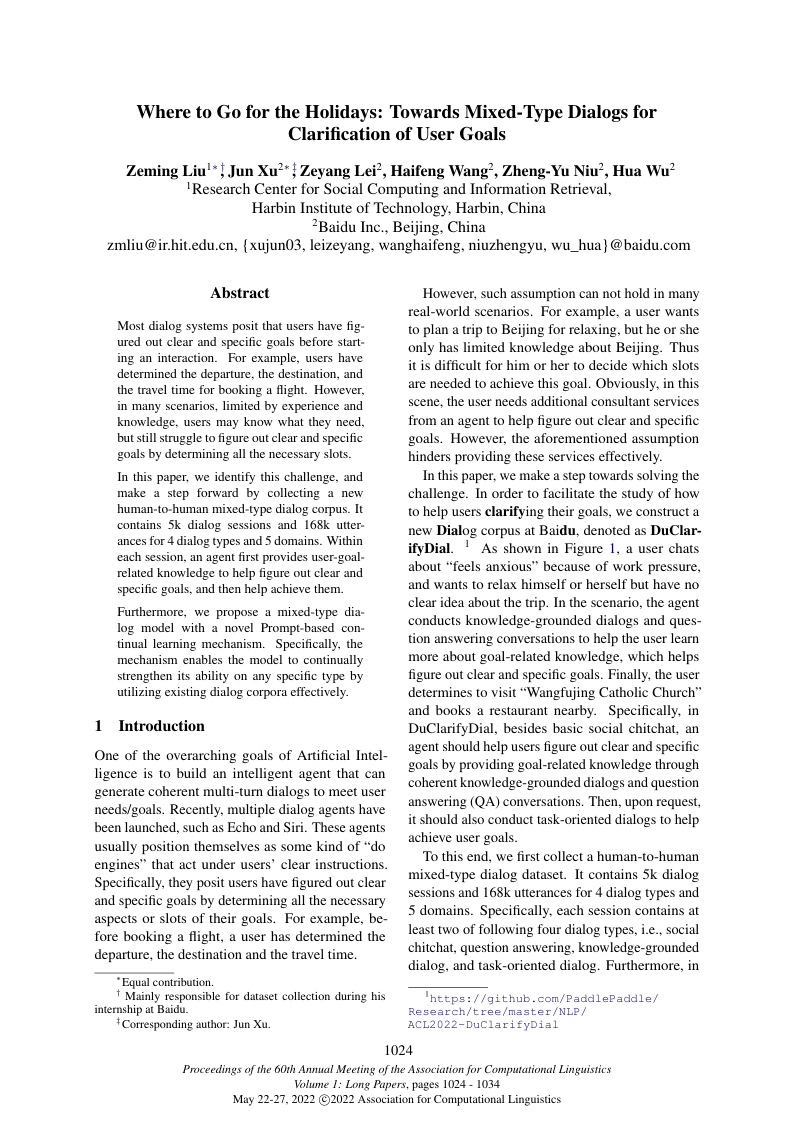 Where to Go for the Holidays: Towards Mixed-Type Dialogs for
Clarification of User Goals
Zeming Liu1∗†, Jun Xu2∗‡, Zeyang Lei2, Haifeng Wang2, Zheng-Yu Niu2, Hua Wu2
1Research Center for Social Computing and Information Retrieval,
Harbin Institute of Technology, Harbin, China
2Baidu Inc., Beijing, China
zmliu@ir.hit.edu.cn, {xujun03, leizeyang, wanghaifeng, niuzhengyu, wu_hua}@baidu.com
Abstract
Most dialog systems posit that users have fig-
ured out clear and specific goals before start-
ing an interaction. For example, users have
determined the departure, the destination, and
the travel time for booking a flight. However,
in many scenarios, limited by experience and
knowledge, users may know what they need,
but still struggle to figure out clear and specific
goals by determining all the necessary slots.
In this paper, we identify this challenge, and
make a step forward by collecting a new
human-to-human mixed-type dialog corpus. It
contains 5k dialog sessions and 168k utter-
ances for 4 dialog types and 5 domains. Within
each session, an agent first provides user-goal-
related knowledge to help figure out clear and
specific goals, and then help achieve them.
Furthermore, we propose a mixed-type dia-
log model with a novel Prompt-based con-
tinual learning mechanism. Specifically, the
mechanism enables the model to continually
strengthen its ability on any specific type by
utilizing existing dialog corpora effectively.
1 Introduction
One of the overarching goals of Artificial Intel-
ligence is to build an intelligent agent that can
generate coherent multi-turn dialogs to meet user
needs/goals. Recently, multiple dialog agents have
been launched, such as Echo and Siri. These agents
usually position themselves as some kind of “do
engines” that act under users’ clear instructions.
Specifically, they posit users have figured out clear
and specific goals by determining all the necessary
aspects or slots of their goals. For example, be-
fore booking a flight, a user has determined the
departure, the destination and the travel time.
∗Equal contribution.
† Mainly responsible for dataset collection during his
internship at Baidu.
‡Corresponding author: Jun Xu.
However, such assumption can not hold in many
real-world scenarios. For example, a user wants
to plan a trip to Beijing for relaxing, but he or she
only has limited knowledge about Beijing. Thus
it is difficult for him or her to decide which slots
are needed to achieve this goal. Obviously, in this
scene, the user needs additional consultant services
from an agent to help figure out clear and specific
goals. However, the aforementioned assumption
hinders providing these services effectively.
In this paper, we make a step towards solving the
challenge. In order to facilitate the study of how
to help users clarifying their goals, we construct a
new Dialog corpus at Baidu, denoted as DuClar-
ifyDial. 1 As shown in Figure 1, a user chats
about “feels anxious” because of work pressure,
and wants to relax himself or herself but have no
clear idea about the trip. In the scenario, the agent
conducts knowledge-grounded dialogs and ques-
tion answering conversations to help the user learn
more about goal-related knowledge, which helps
figure out clear and specific goals. Finally, the user
determines to visit “Wangfujing Catholic Church”
and books a restaurant nearby. Specifically, in
DuClarifyDial, besides basic social chitchat, an
agent should help users figure out clear and specific
goals by providing goal-related knowledge through
coherent knowledge-grounded dialogs and question
answering (QA) conversations. Then, upon request,
it should also conduct task-oriented dialogs to help
achieve user goals.
To this end, we first collect a human-to-human
mixed-type dialog dataset. It contains 5k dialog
sessions and 168k utterances for 4 dialog types and
5 domains. Specifically, each session contains at
least two of following four dialog types, i.e., social
chitchat, question answering, knowledge-grounded
dialog, and task-oriented dialog. Furthermore, in
1https://github.com/PaddlePaddle/
Research/tree/master/NLP/
ACL2022-DuClarifyDial
1024
Proceedings of the 60th Annual Meeting of the Association for Computational Linguistics
Volume 1: Long Papers, pages 1024 - 1034
May 22-27, 2022 ©2022 Association for Computational Linguistics